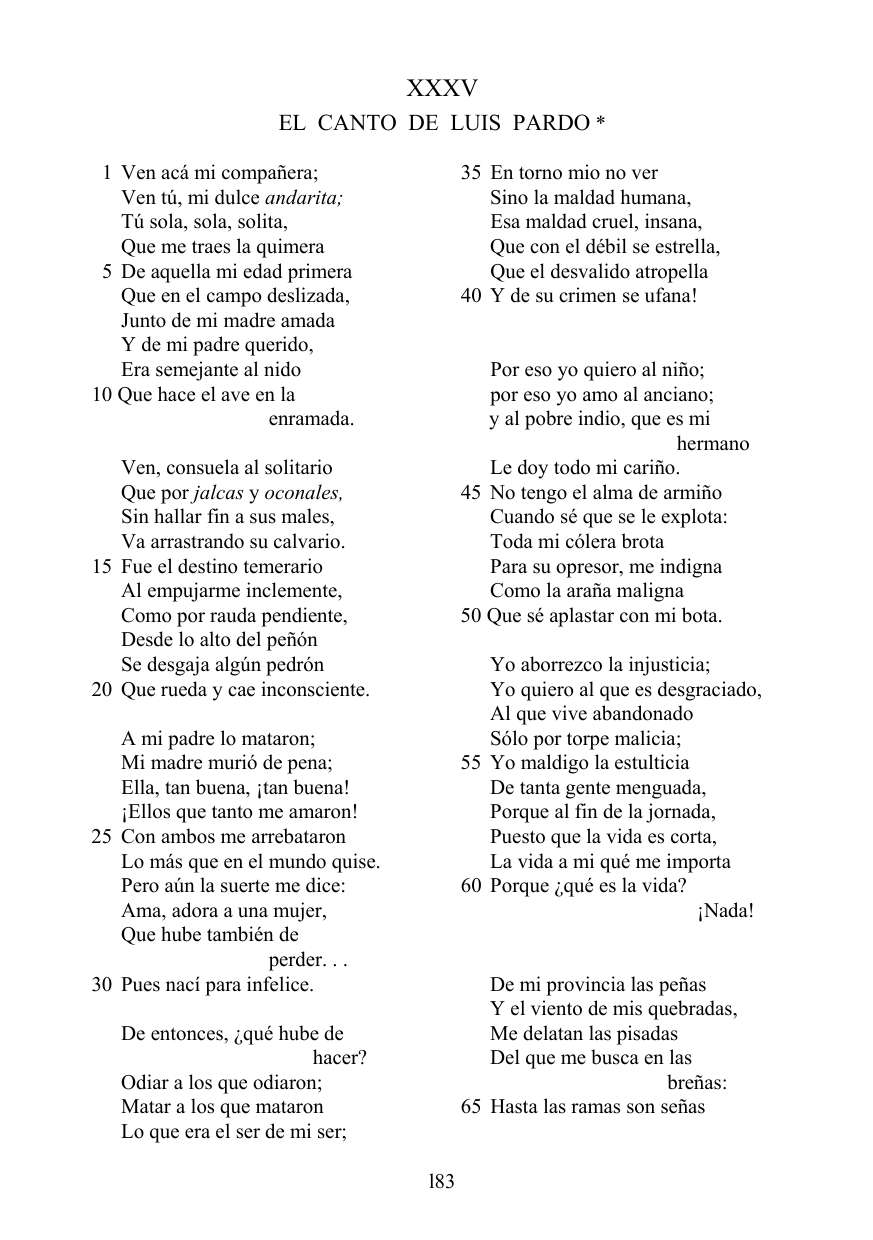 XXXV
EL CANTO DE LUIS PARDO *
1 Ven acá mi compañera;
Ven tú, mi dulce andarita;
Tú sola, sola, solita,
Que me traes la quimera
5 De aquella mi edad primera
Que en el campo deslizada,
Junto de mi madre amada
Y de mi padre querido,
Era semejante al nido
10 Que hace el ave en la
enramada.
Ven, consuela al solitario
Que por jalcas y oconales,
Sin hallar fin a sus males,
Va arrastrando su calvario.
15 Fue el destino temerario
Al empujarme inclemente,
Como por rauda pendiente,
Desde lo alto del peñón
Se desgaja algún pedrón
20 Que rueda y cae inconsciente.
A mi padre lo mataron;
Mi madre murió de pena;
Ella, tan buena, ¡tan buena!
¡Ellos que tanto me amaron!
25 Con ambos me arrebataron
Lo más que en el mundo quise.
Pero aún la suerte me dice:
Ama, adora a una mujer,
Que hube también de
perder. . .
30 Pues nací para infelice.
De entonces, ¿qué hube de
hacer?
Odiar a los que odiaron;
Matar a los que mataron
Lo que era el ser de mi ser;
35 En torno mio no ver
Sino la maldad humana,
Esa maldad cruel, insana,
Que con el débil se estrella,
Que el desvalido atropella
40 Y de su crimen se ufana!
Por eso yo quiero al niño;
por eso yo amo al anciano;
y al pobre indio, que es mi
hermano
Le doy todo mi cariño.
45 No tengo el alma de armiño
Cuando sé que se le explota:
Toda mi cólera brota
Para su opresor, me indigna
Como la araña maligna
50 Que sé aplastar con mi bota.
Yo aborrezco la injusticia;
Yo quiero al que es desgraciado,
Al que vive abandonado
Sólo por torpe malicia;
55 Yo maldigo la estulticia
De tanta gente menguada,
Porque al fin de la jornada,
Puesto que la vida es corta,
La vida a mi qué me importa
60 Porque ¿qué es la vida?
¡Nada!
De mi provincia las peñas
Y el viento de mis quebradas,
Me delatan las pisadas
Del que me busca en las
breñas:
65 Hasta las ramas son señas
l83